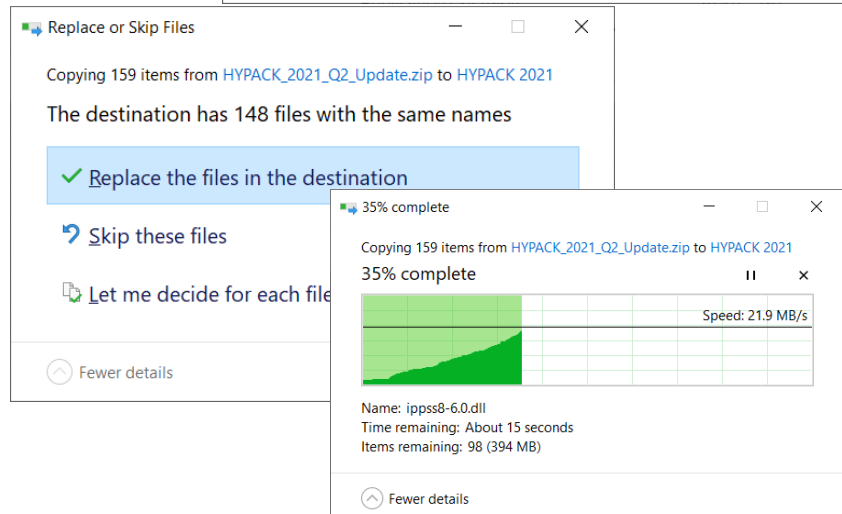 Replace or Skip Files
Copying 159 items from HYPACK_2021_Q2_Update.zip to HYPACK 2021
The destination has 148 files with the same names
Replace the files in the destination
Skip these files
Let me decide for each file
Fewer details
35% complete
Copying 159 items from HYPACK_2021_Q2_Update.zip to HYPACK 2021
35% complete
Speed: 21.9 MB/s
Name: ippss8-6.0.dll
Time remaining: About 15 seconds
Items remaining: 98 (394 MB)
Fewer details